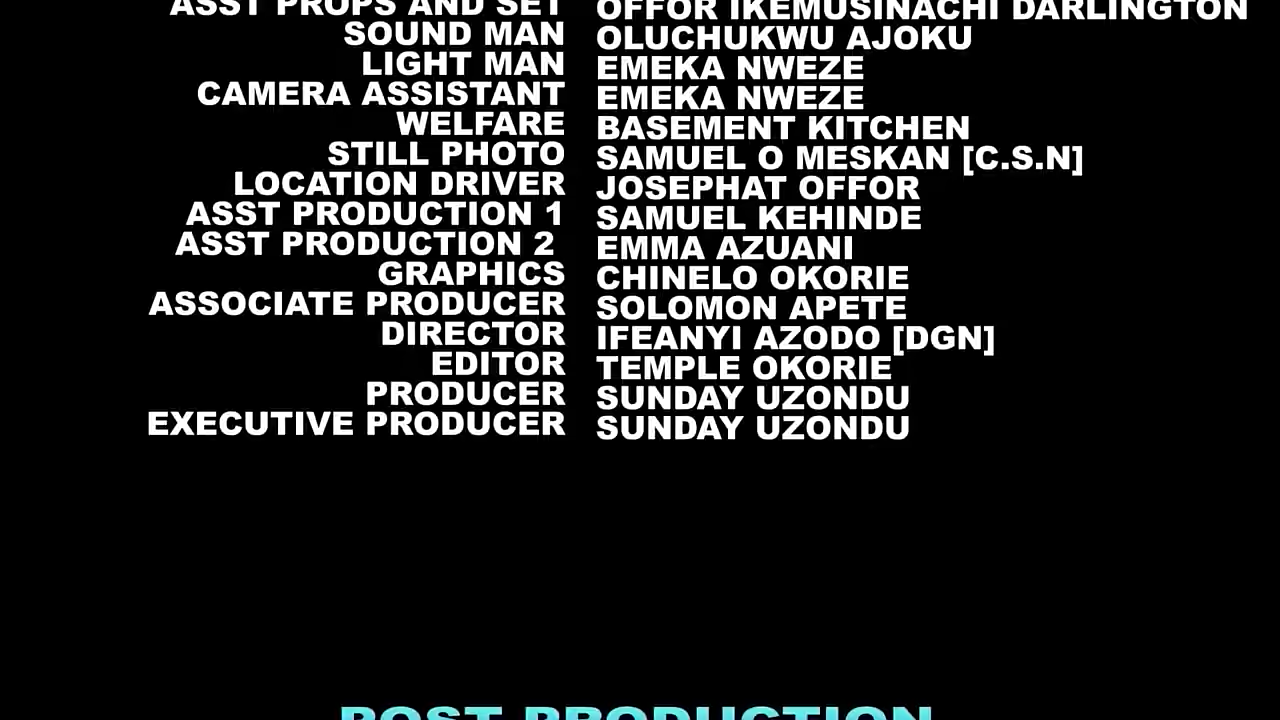 ASST PROPS AND SET OFFOR IKEMUSINACHI DARLINGTON
SOUND MAN OLUCHUKWU AJOKU
LIGHT MAN EMEKA NWEZE
CAMERA ASSISTANT EMEKA NWEZE
WELFARE BASEMENT KITCHEN
STILL PHOTO SAMUEL O MESKAN [C.S.N]
LOCATION DRIVER JOSEPHAT OFFOR
ASST PRODUCTION 1 SAMUEL KEHINDE
ASST PRODUCTION 2 EMMA AZUANI
GRAPHICS CHINELO OKORIE
ASSOCIATE PRODUCER SOLOMON APETE
DIRECTOR IFEANYI AZODO [DGN]
EDITOR TEMPLE OKORIE
PRODUCER SUNDAY UZONDU
EXECUTIVE PRODUCER SUNDAY UZONDU
POST PRODUCTION